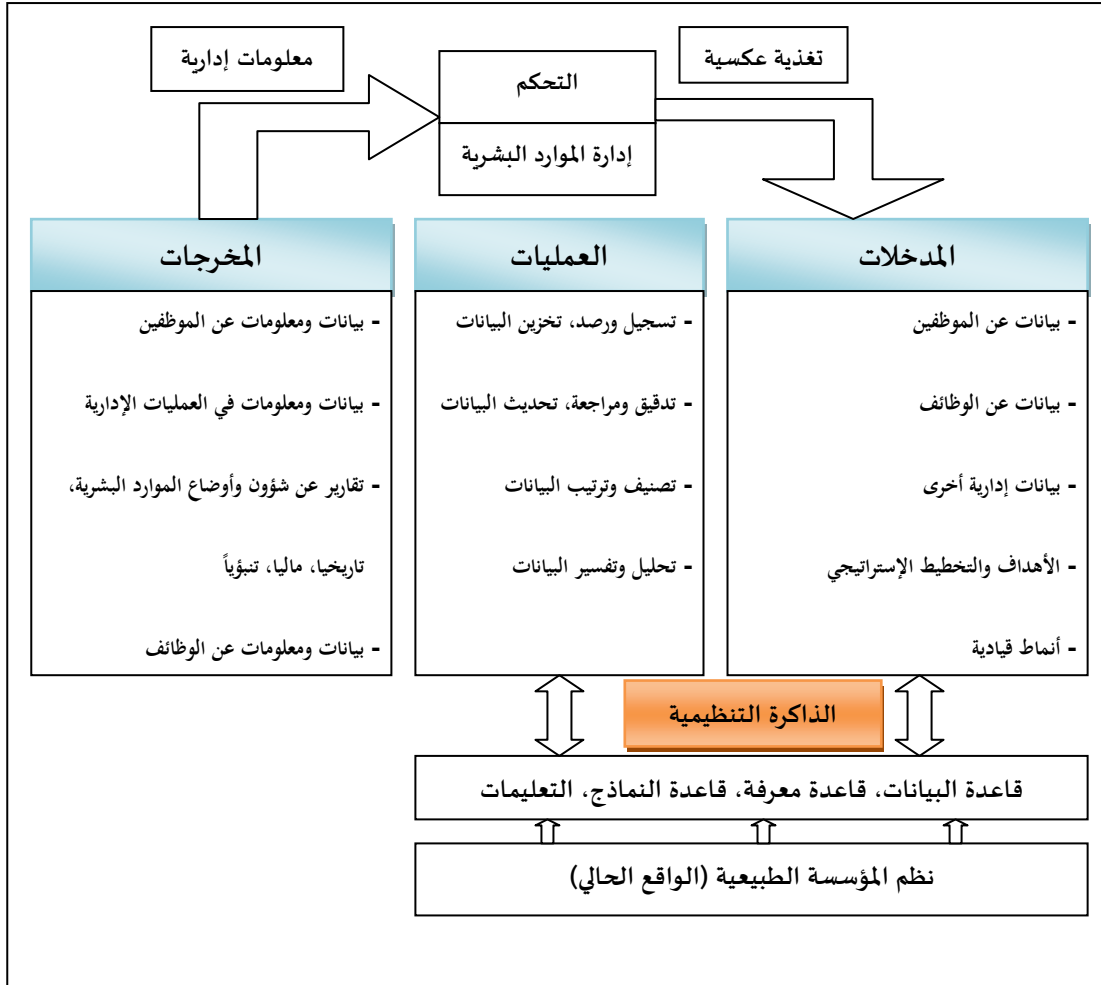 تغذية عكسية
معلومات إدارية
التحكم
إدارة الموارد البشرية
المدخلات
- بيانات عن الموظفين
- بيانات عن الوظائف
- بيانات إدارية أخرى
- الأهداف والتخطيط الإستراتيجي
- أنماط قيادية
العمليات
- تسجيل ورصد، تخزين البيانات
- تدقيق ومراجعة، تحديث البيانات
- تصنيف وترتيب البيانات
- تحليل وتفسير البيانات
المخرجات
- بيانات ومعلومات عن الموظفين
- بيانات ومعلومات في العمليات الإدارية
- تقارير عن شؤون وأوضاع الموارد البشرية،
تاريخيا، ماليا، تنبؤياً
- بيانات ومعلومات عن الوظائف
الذاكرة التنظيمية
قاعدة البيانات، قاعدة معرفة، قاعدة النماذج، التعليمات
نظم المؤسسة الطبيعية (الواقع الحالي)